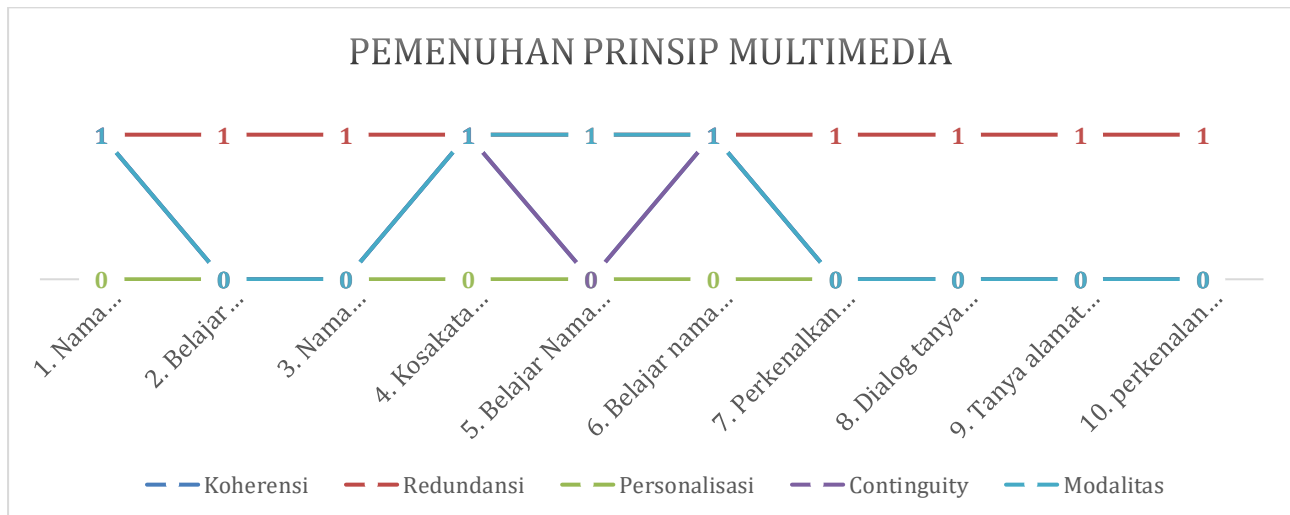 PEMENUHAN PRINSIP MULTIMEDIA
1 1 1 1 1 1 1 1 1 1
0 0 0 0 0 0 0 0 0 0
1. Nama...
2. Belajar...
3. Nama...
4. Kosakata...
5. Belajar Nama...
6. Belajar nama...
7. Perkenalkan...
8. Dialog tanya...
9. Tanya alamat...
10. perkenalan...
Koherensi Redundansi Personalisasi Continguity Modalitas